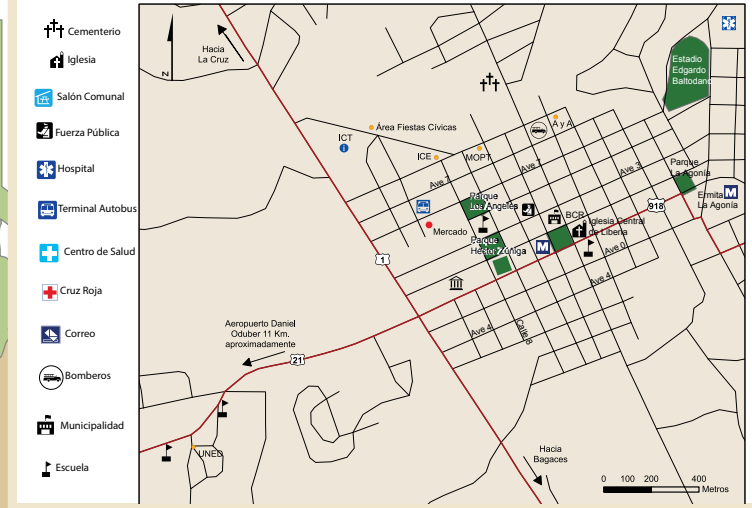 Cementerio
Iglesia
Salón Comunal
Fuerza Pública
Hospital
Terminal Autobus
Centro de Salud
Cruz Roja
Correo
Bomberos
Municipalidad
Escuela
N
Hacia
La Cruz
Estadio
Edgardo
Baltodano
Área Fiestas Cívicas
A y A
ICT
i
ICE
MOPT
Ave 7
Ave 7
Ave 3
Parque
La Agonía
Ermita
La Agonía
M
918
Parque
Los Angeles
BCR
Iglesia Central
de Liberia
Mercado
Parque
Héctor Zúñiga
M
Ave 0
1
Ave 4
Aeropuerto Daniel
Oduber 11 Km.
aproximadamente
Ave 4
Calle 8
21
UNED
Hacia
Bagaces
0 100 200 400
Metros